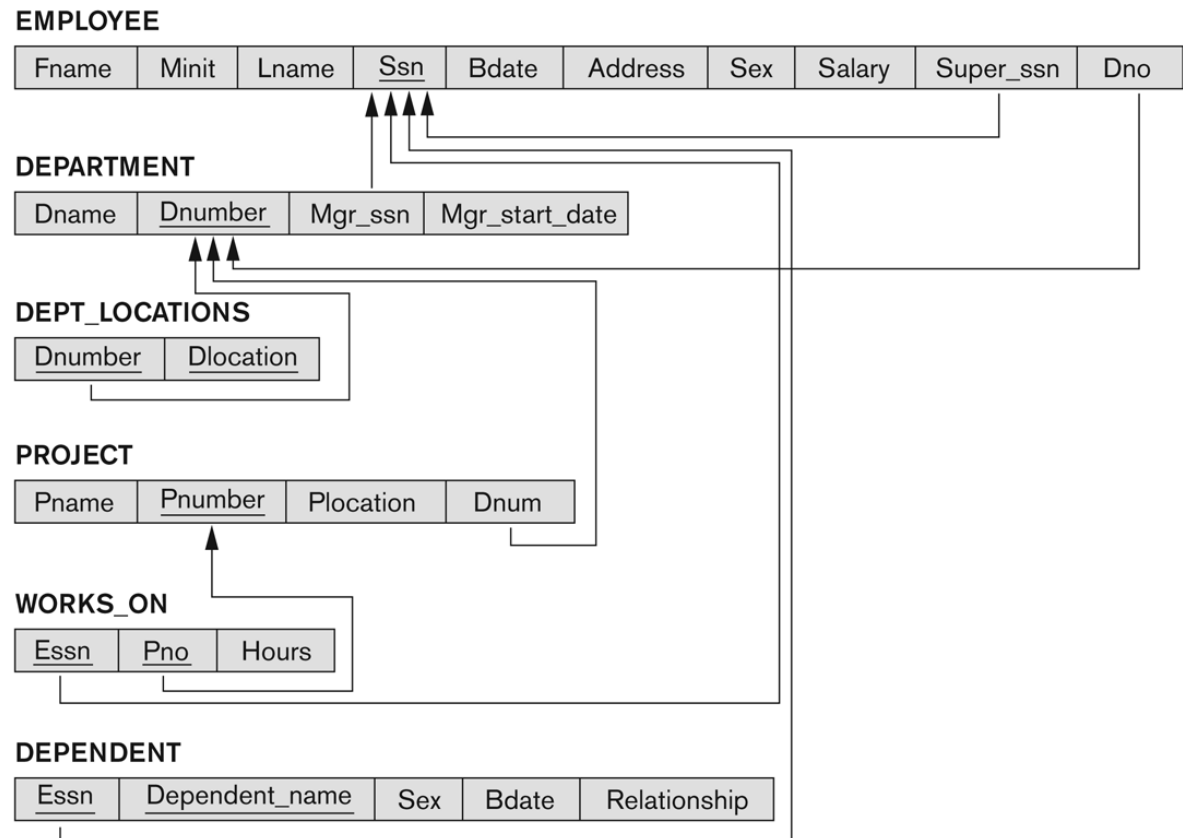 EMPLOYEE
Fname Minit Lname Ssn Bdate Address Sex Salary Super_ssn Dno
DEPARTMENT
Dname Dnumber Mgr_ssn Mgr_start_date
DEPT_LOCATIONS
Dnumber Dlocation
PROJECT
Pname Pnumber Plocation Dnum
WORKS_ON
Essn Pno Hours
DEPENDENT
Essn Dependent_name Sex Bdate Relationship